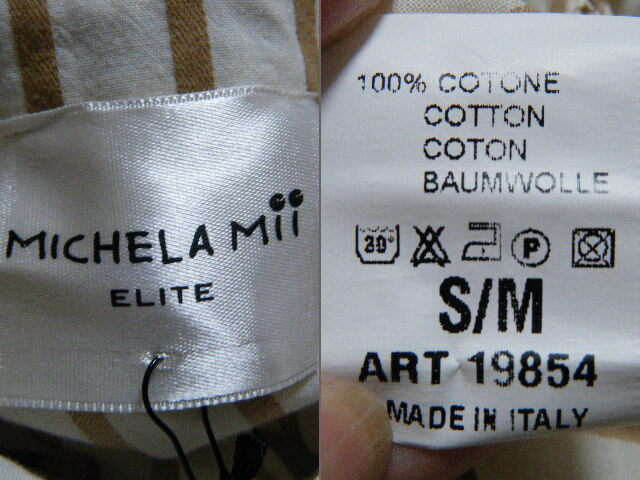 MICHELA Mii
ELITE
100% COTONE
COTTON
COTON
BAUMWOLLE
30° P
S/M
ART 19854
MADE IN ITALY